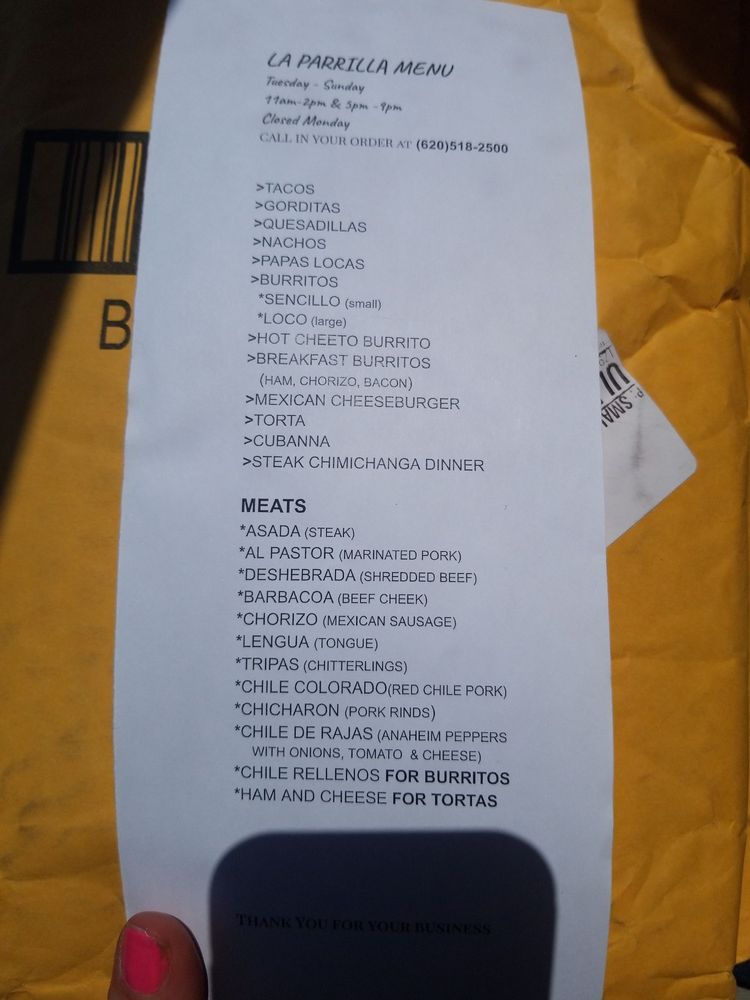 LA PARRILLA MENU
Tuesday - Sunday
11am-2pm & 5pm -9pm
Closed Monday
CALL IN YOUR ORDER AT (620)518-2500
>TACOS
>GORDITAS
>QUESADILLAS
>NACHOS
>PAPAS LOCAS
>BURRITOS
*SENCILLO (small)
*LOCO (large)
>HOT CHEETO BURRITO
>BREAKFAST BURRITOS
(HAM, CHORIZO, BACON)
>MEXICAN CHEESEBURGER
>TORTA
>CUBANNA
>STEAK CHIMICHANGA DINNER
MEATS
*ASADA (STEAK)
*AL PASTOR (MARINATED PORK)
*DESHEBRADA (SHREDDED BEEF)
*BARBACOA (BEEF CHEEK)
*CHORIZO (MEXICAN SAUSAGE)
*LENGUA (TONGUE)
*TRIPAS (CHITTERLINGS)
*CHILE COLORADO(RED CHILE PORK)
*CHICHARON (PORK RINDS)
*CHILE DE RAJAS (ANAHEIM PEPPERS
WITH ONIONS, TOMATO & CHEESE)
*CHILE RELLENOS FOR BURRITOS
*HAM AND CHEESE FOR TORTAS
THANK YOU FOR YOUR BUSINESS
B